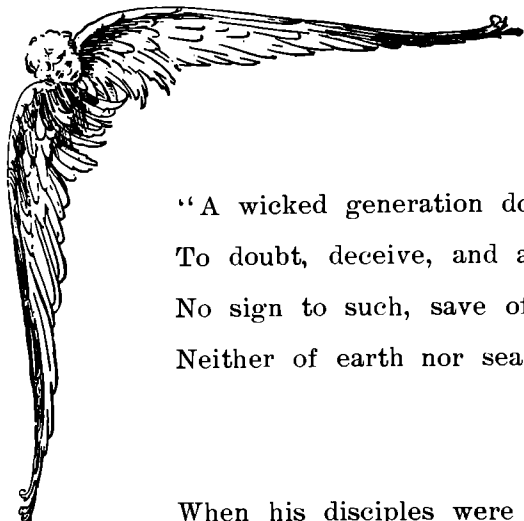 “A wicked generation
To doubt, deceive, and
No sign to such, save
Neither of earth nor sea
When his disciples were